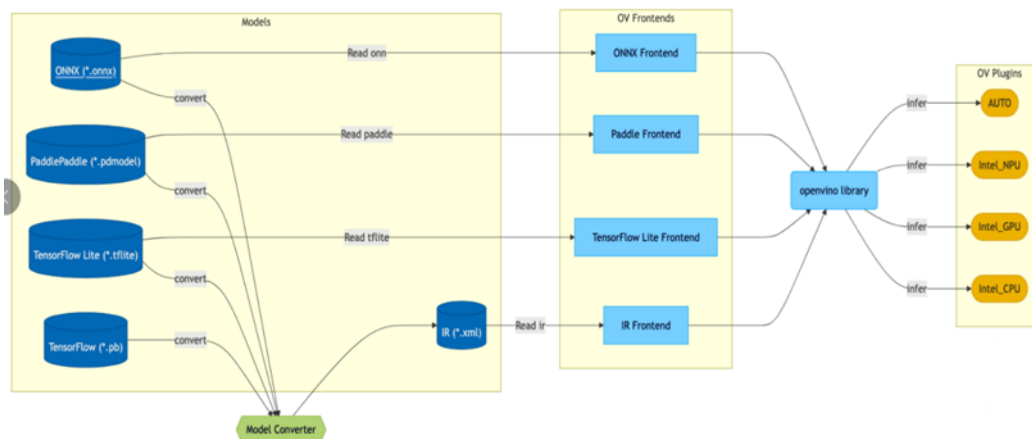 Models
ONNX (*.onnx)
PaddlePaddle (*.pdmodel)
TensorFlow Lite (*.tflite)
TensorFlow (*.pb)
convert
convert
convert
convert
Model Converter
IR (*.xml)
Read onn
Read paddle
Read tflite
Read ir
OV Frontends
ONNX Frontend
Paddle Frontend
TensorFlow Lite Frontend
IR Frontend
openvino library
infer
infer
infer
infer
OV Plugins
AUTO
Intel_NPU
Intel_GPU
Intel_CPU